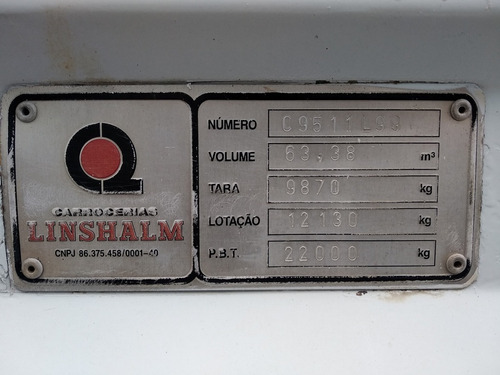 CARROCERIAS
LINSHALM
CNPJ 86.375.458/0001-40
NÚMERO
VOLUME 63,38 m³
TARA 9870 kg
LOTAÇÃO 12130 kg
P.B.T. 22000 kg